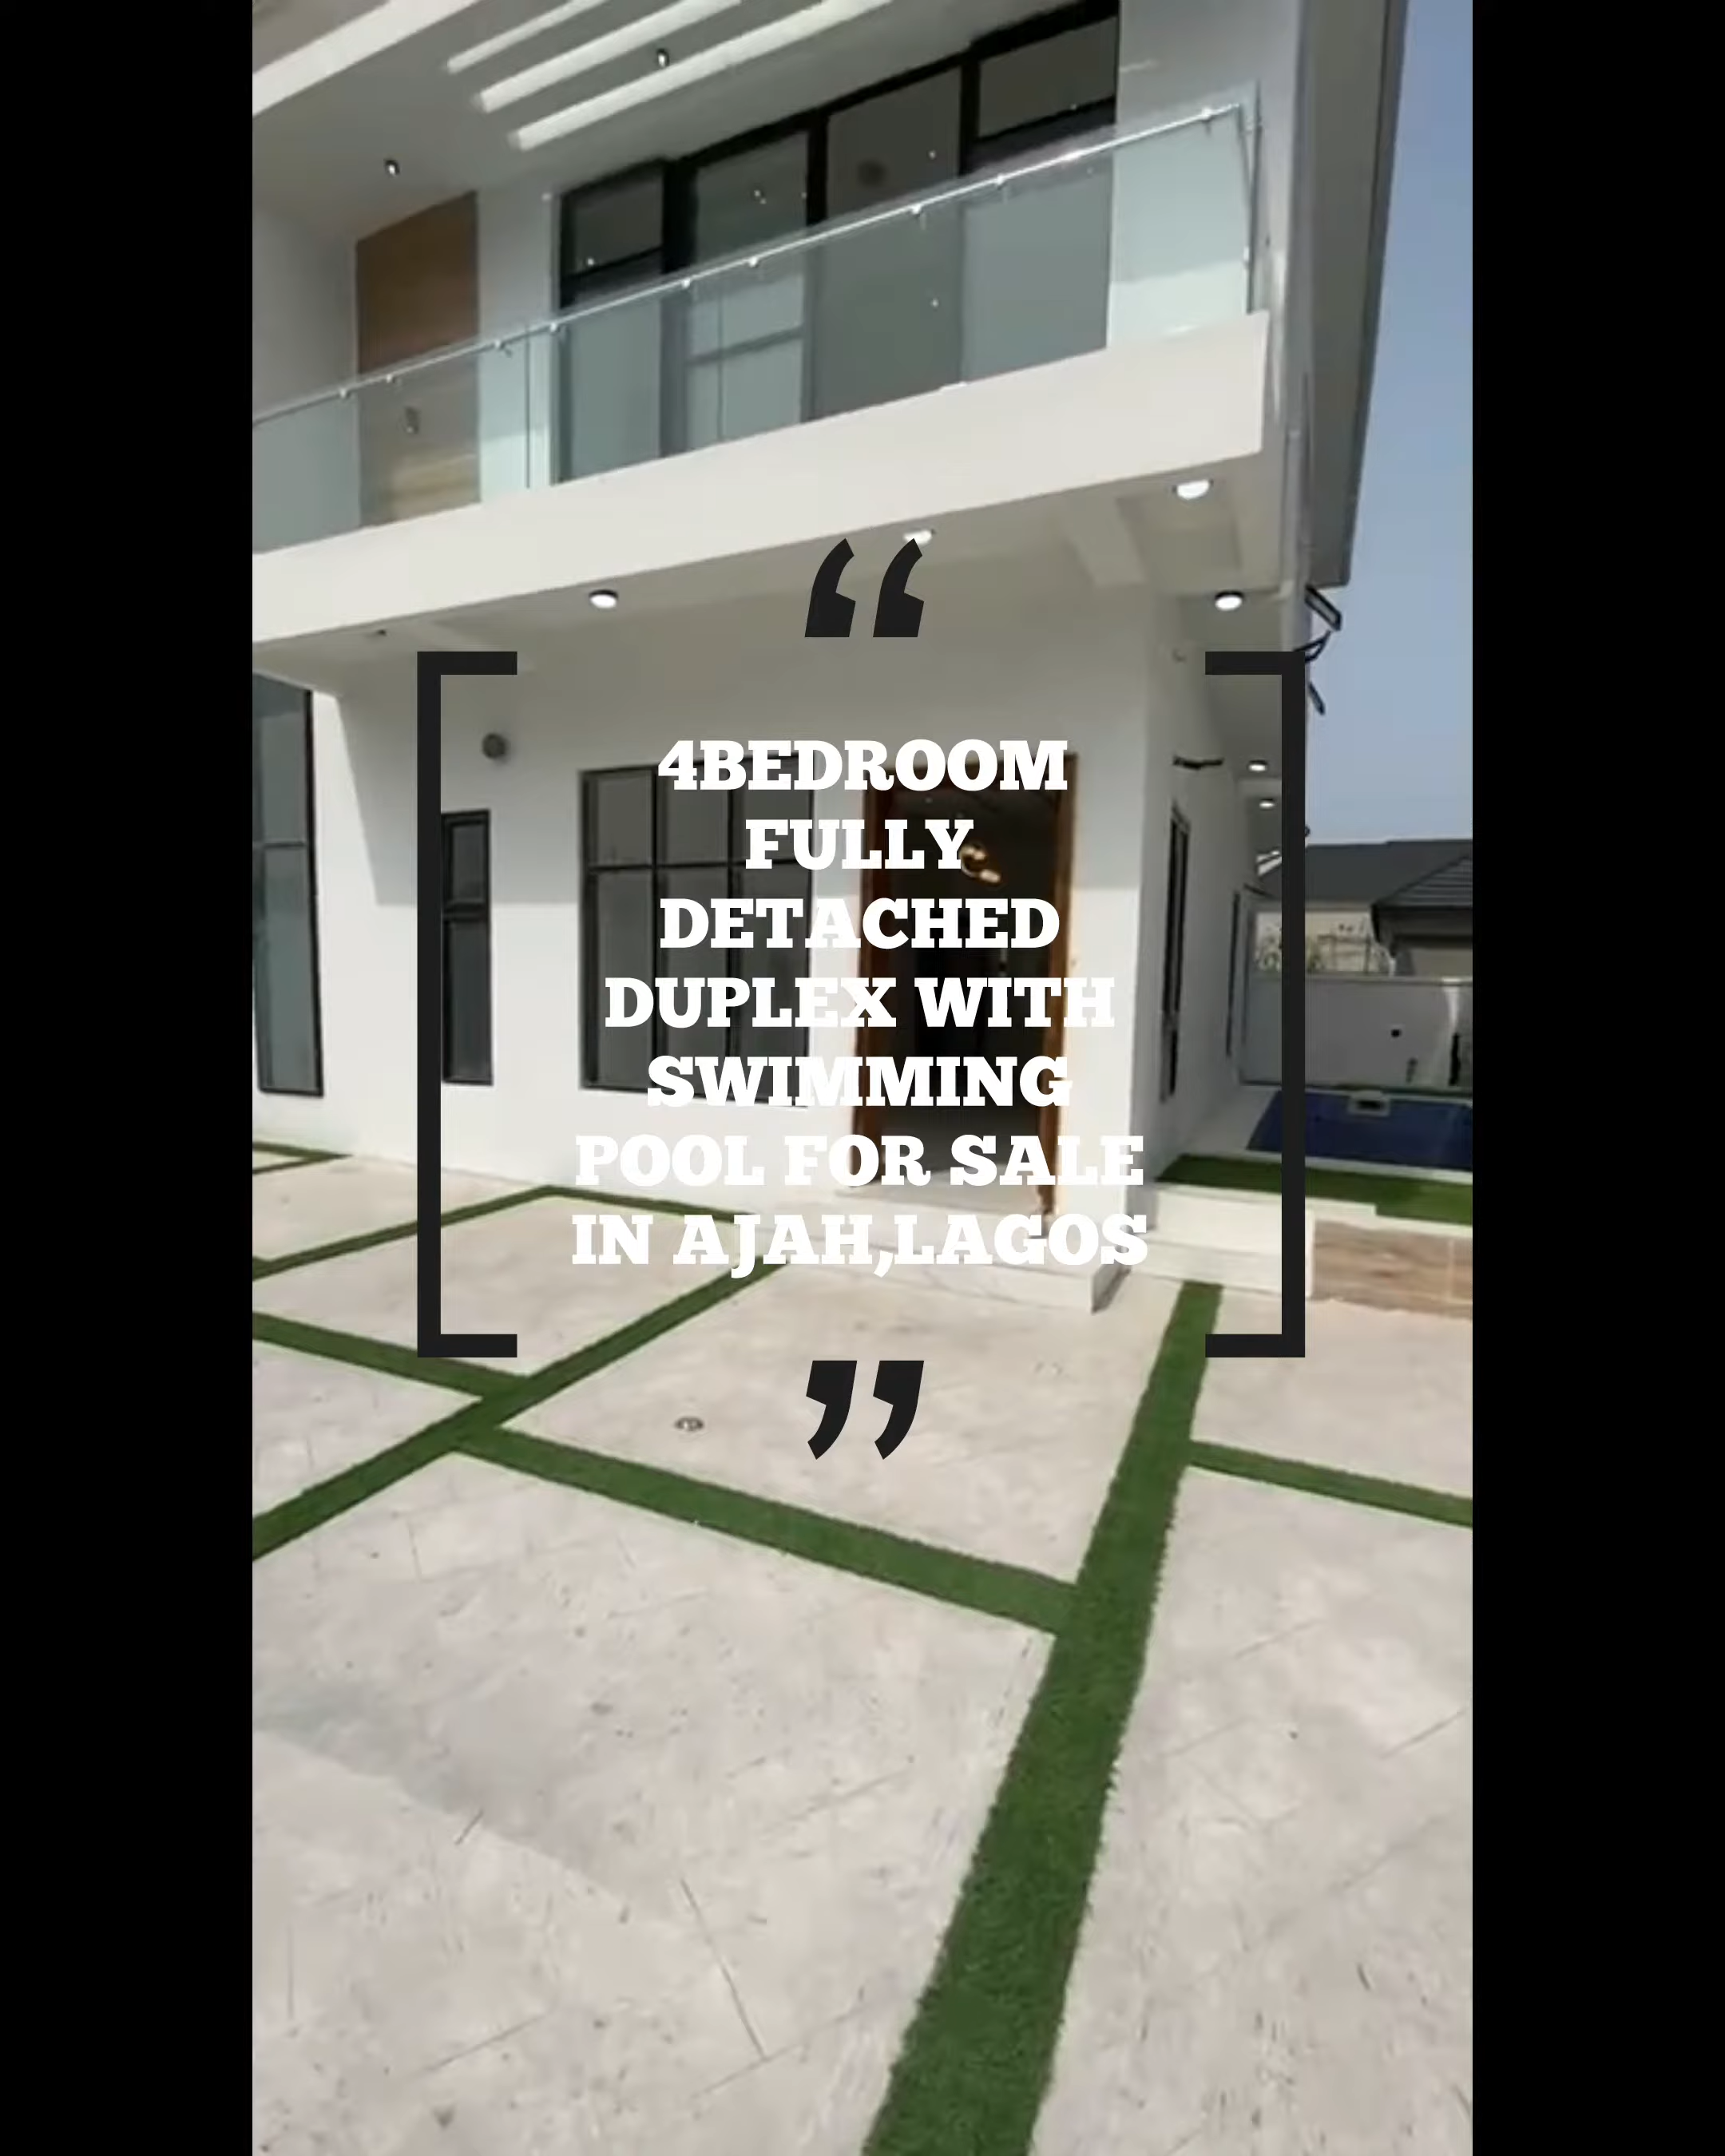 “
4BEDROOM
FULLY
DETACHED
DUPLEX WITH
SWIMMING
POOL FOR SALE
IN AJAH,LAGOS
”